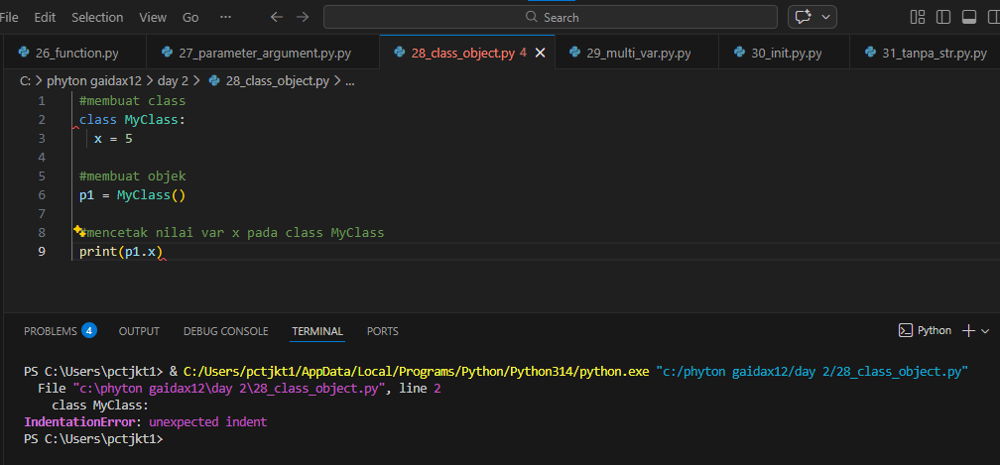 File Edit Selection View Go ··· Search
26_function.py 27_parameter_argument.py.py 28_class_object.py 4 29_multi_var.py.py 30_init.py.py 31_tanpa_str.py.py
C: > phyton gaidax12 > day 2 > 28_class_object.py > ...
1 #membuat class
2 class MyClass:
3 x = 5
4
5 #membuat objek
6 p1 = MyClass()
7
8 #mencetak nilai var x pada class MyClass
9 print(p1.x)
PROBLEMS 4 OUTPUT DEBUG CONSOLE TERMINAL PORTS Python
PS C:\Users\pctjkt1> & C:/Users/pctjkt1/AppData/Local/Programs/Python/Python314/python.exe "c:/phyton gaidax12/day 2/28_class_object.py"
File "c:\phyton gaidax12\day 2\28_class_object.py", line 2
class MyClass:
IndentationError: unexpected indent
PS C:\Users\pctjkt1>